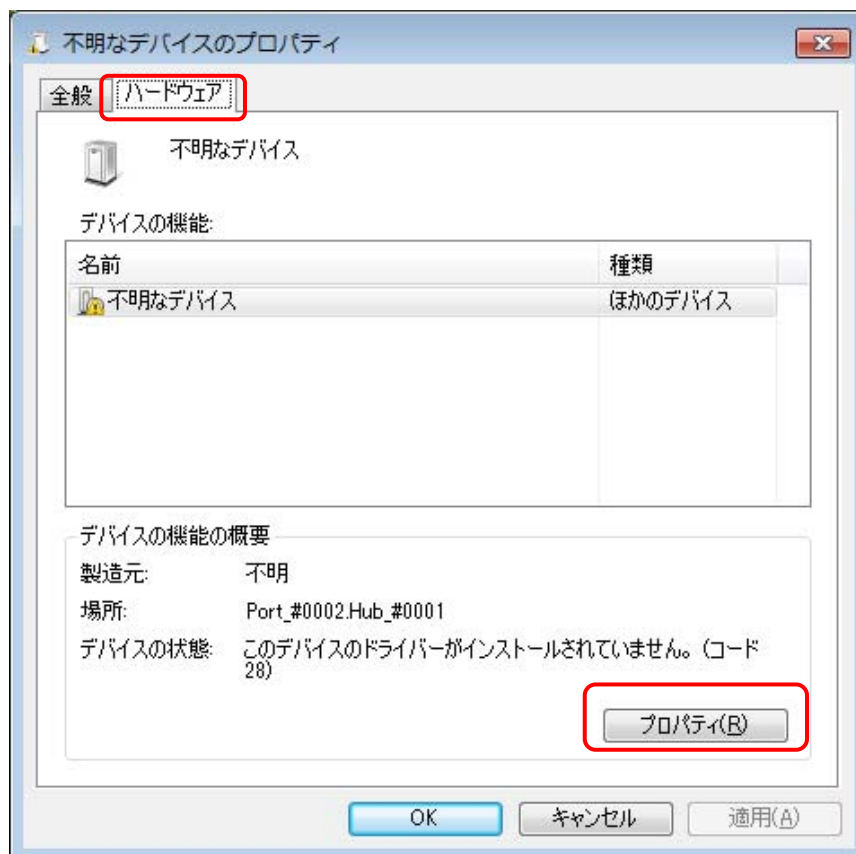 不明なデバイスのプロパティ
全般 ハードウェア
不明なデバイス
デバイスの機能:
名前 種類
不明なデバイス ほかのデバイス
デバイスの機能の概要
製造元: 不明
場所: Port_#0002.Hub_#0001
デバイスの状態: このデバイスのドライバーがインストールされていません。(コード
28)
プロパティ(R)
OK キャンセル 適用(A)